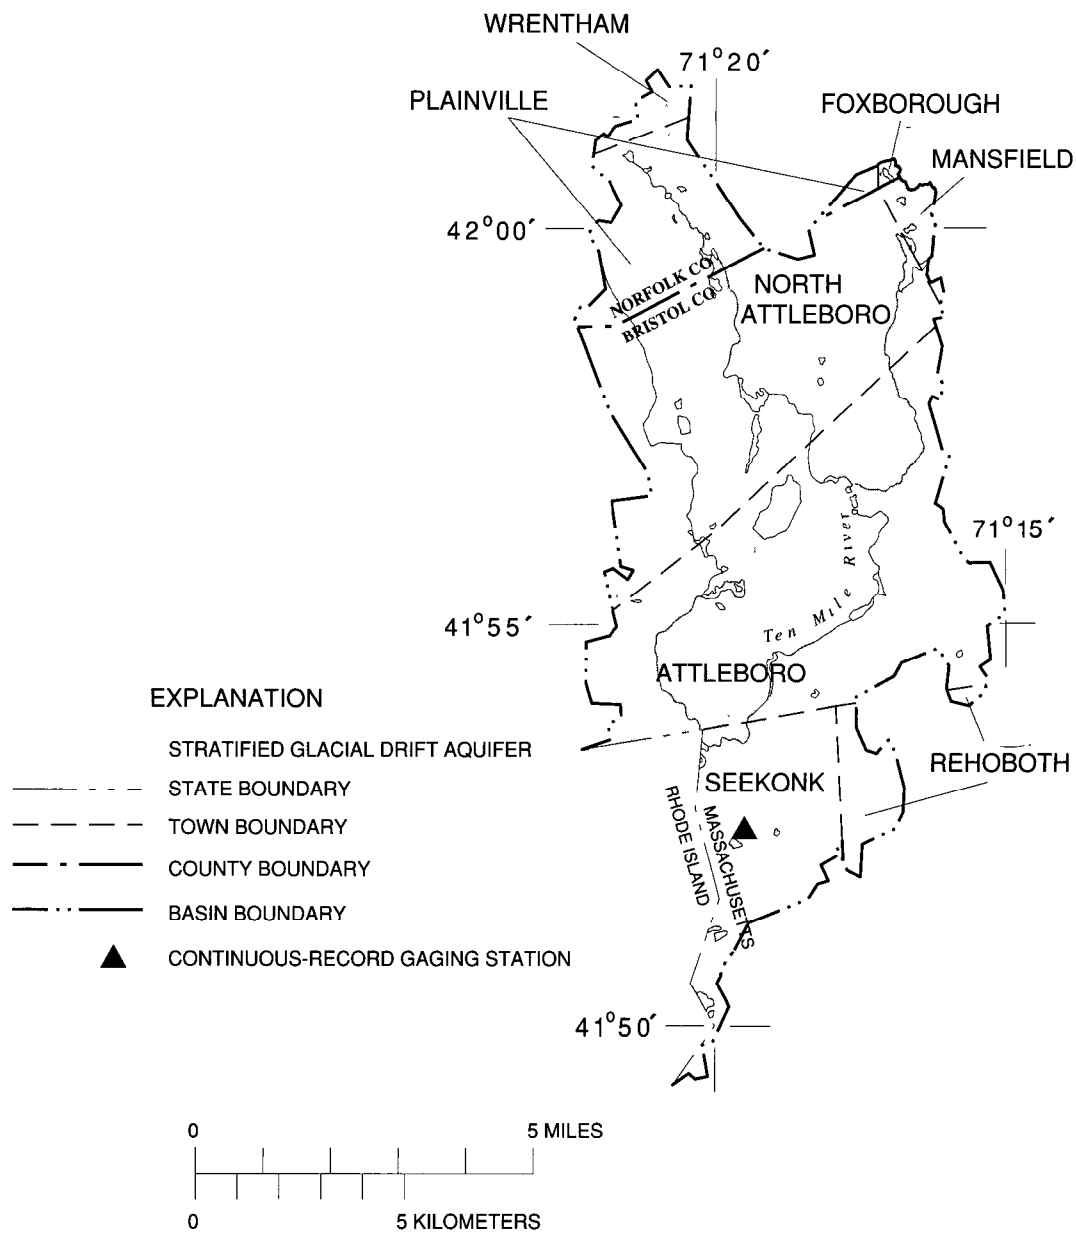 WRENTHAM
71°20′
PLAINVILLE
FOXBOROUGH
MANSFIELD
42°00′
NORFOLK CO
BRISTOL CO
NORTH
ATTLEBORO
71°15′
Ten Mile River
41°55′
ATTLEBORO
EXPLANATION
STRATIFIED GLACIAL DRIFT AQUIFER
STATE BOUNDARY
TOWN BOUNDARY
COUNTY BOUNDARY
BASIN BOUNDARY
CONTINUOUS-RECORD GAGING STATION
REHOBOTH
SEEKONK
RHODE ISLAND
MASSACHUSETTS
41°50′
0 5 MILES
0 5 KILOMETERS